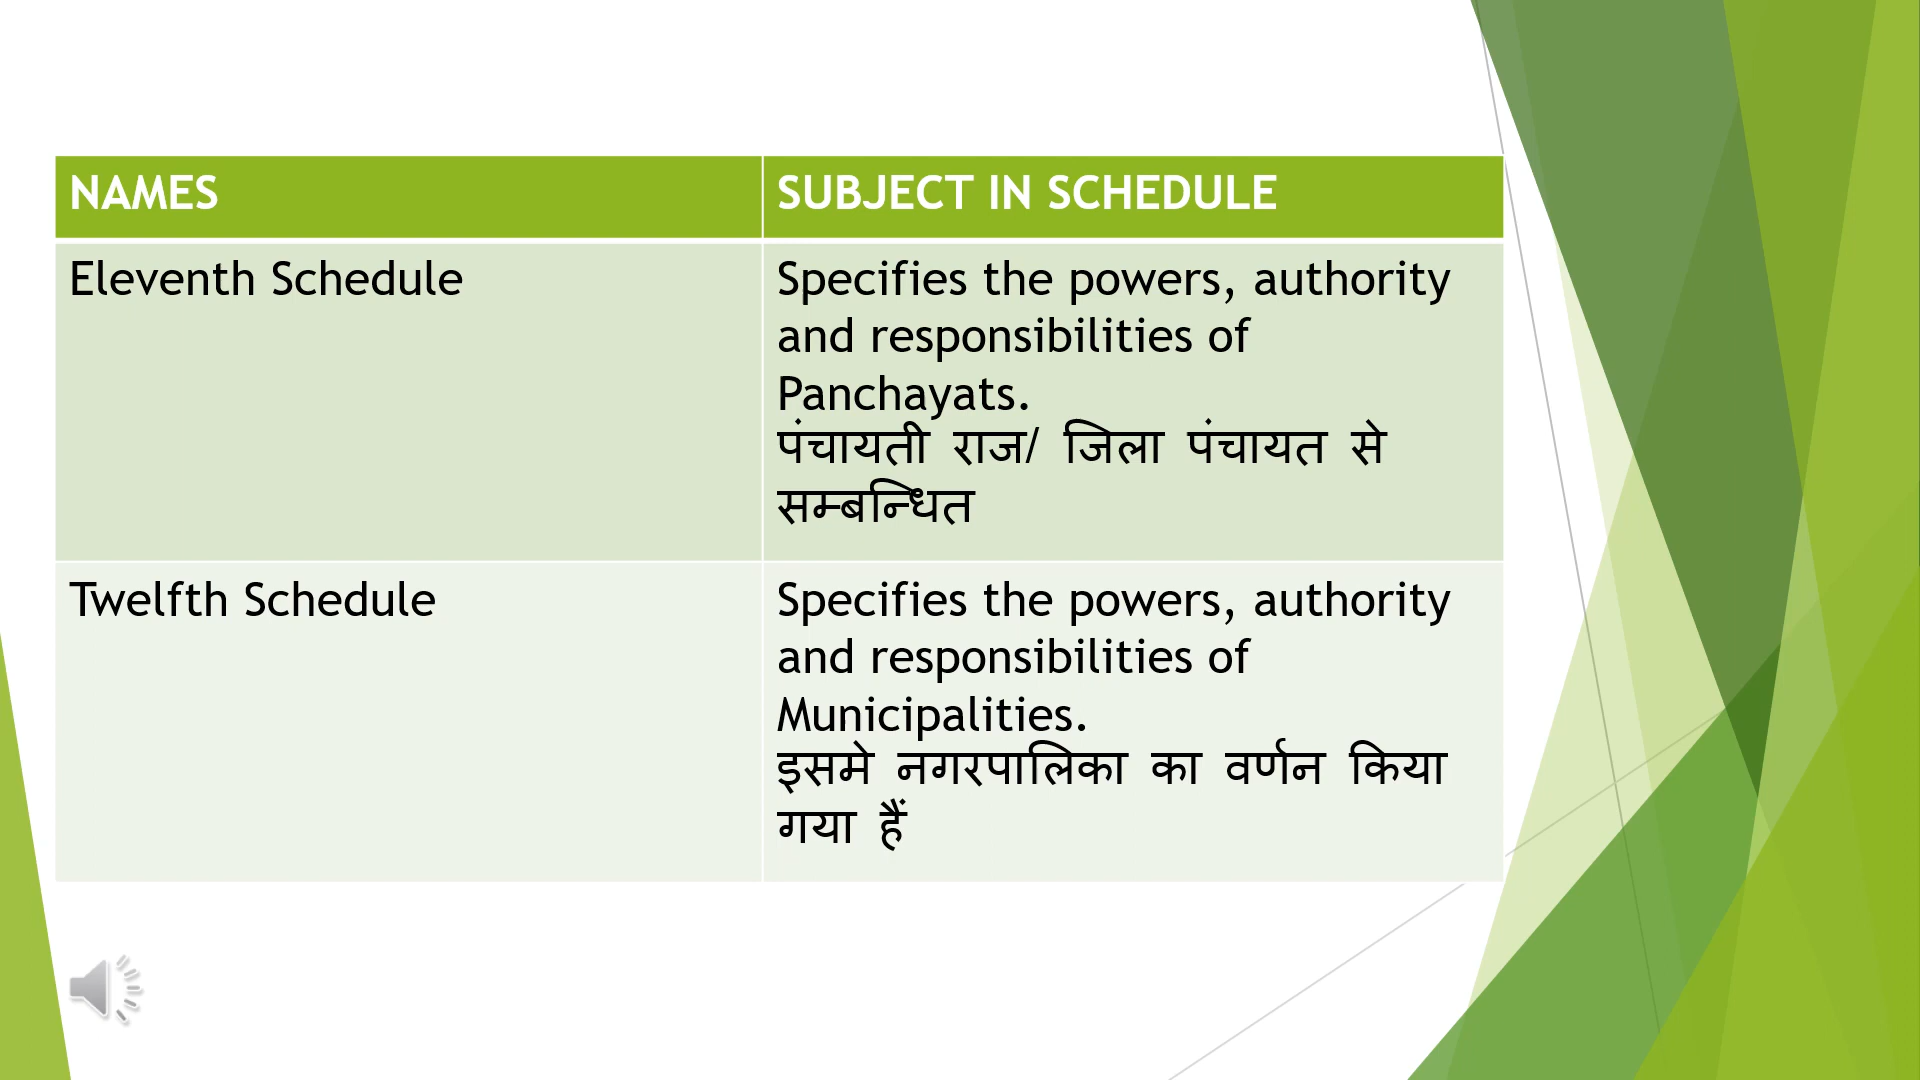 NAMES
SUBJECT IN SCHEDULE
Eleventh Schedule
Specifies the powers, authority
and responsibilities of
Panchayats.
पंचायती राज/ जिला पंचायत से
सम्बन्धित
Twelfth Schedule
Specifies the powers, authority
and responsibilities of
Municipalities.
इसमे नगरपालिका का वर्णन किया
गया हैं